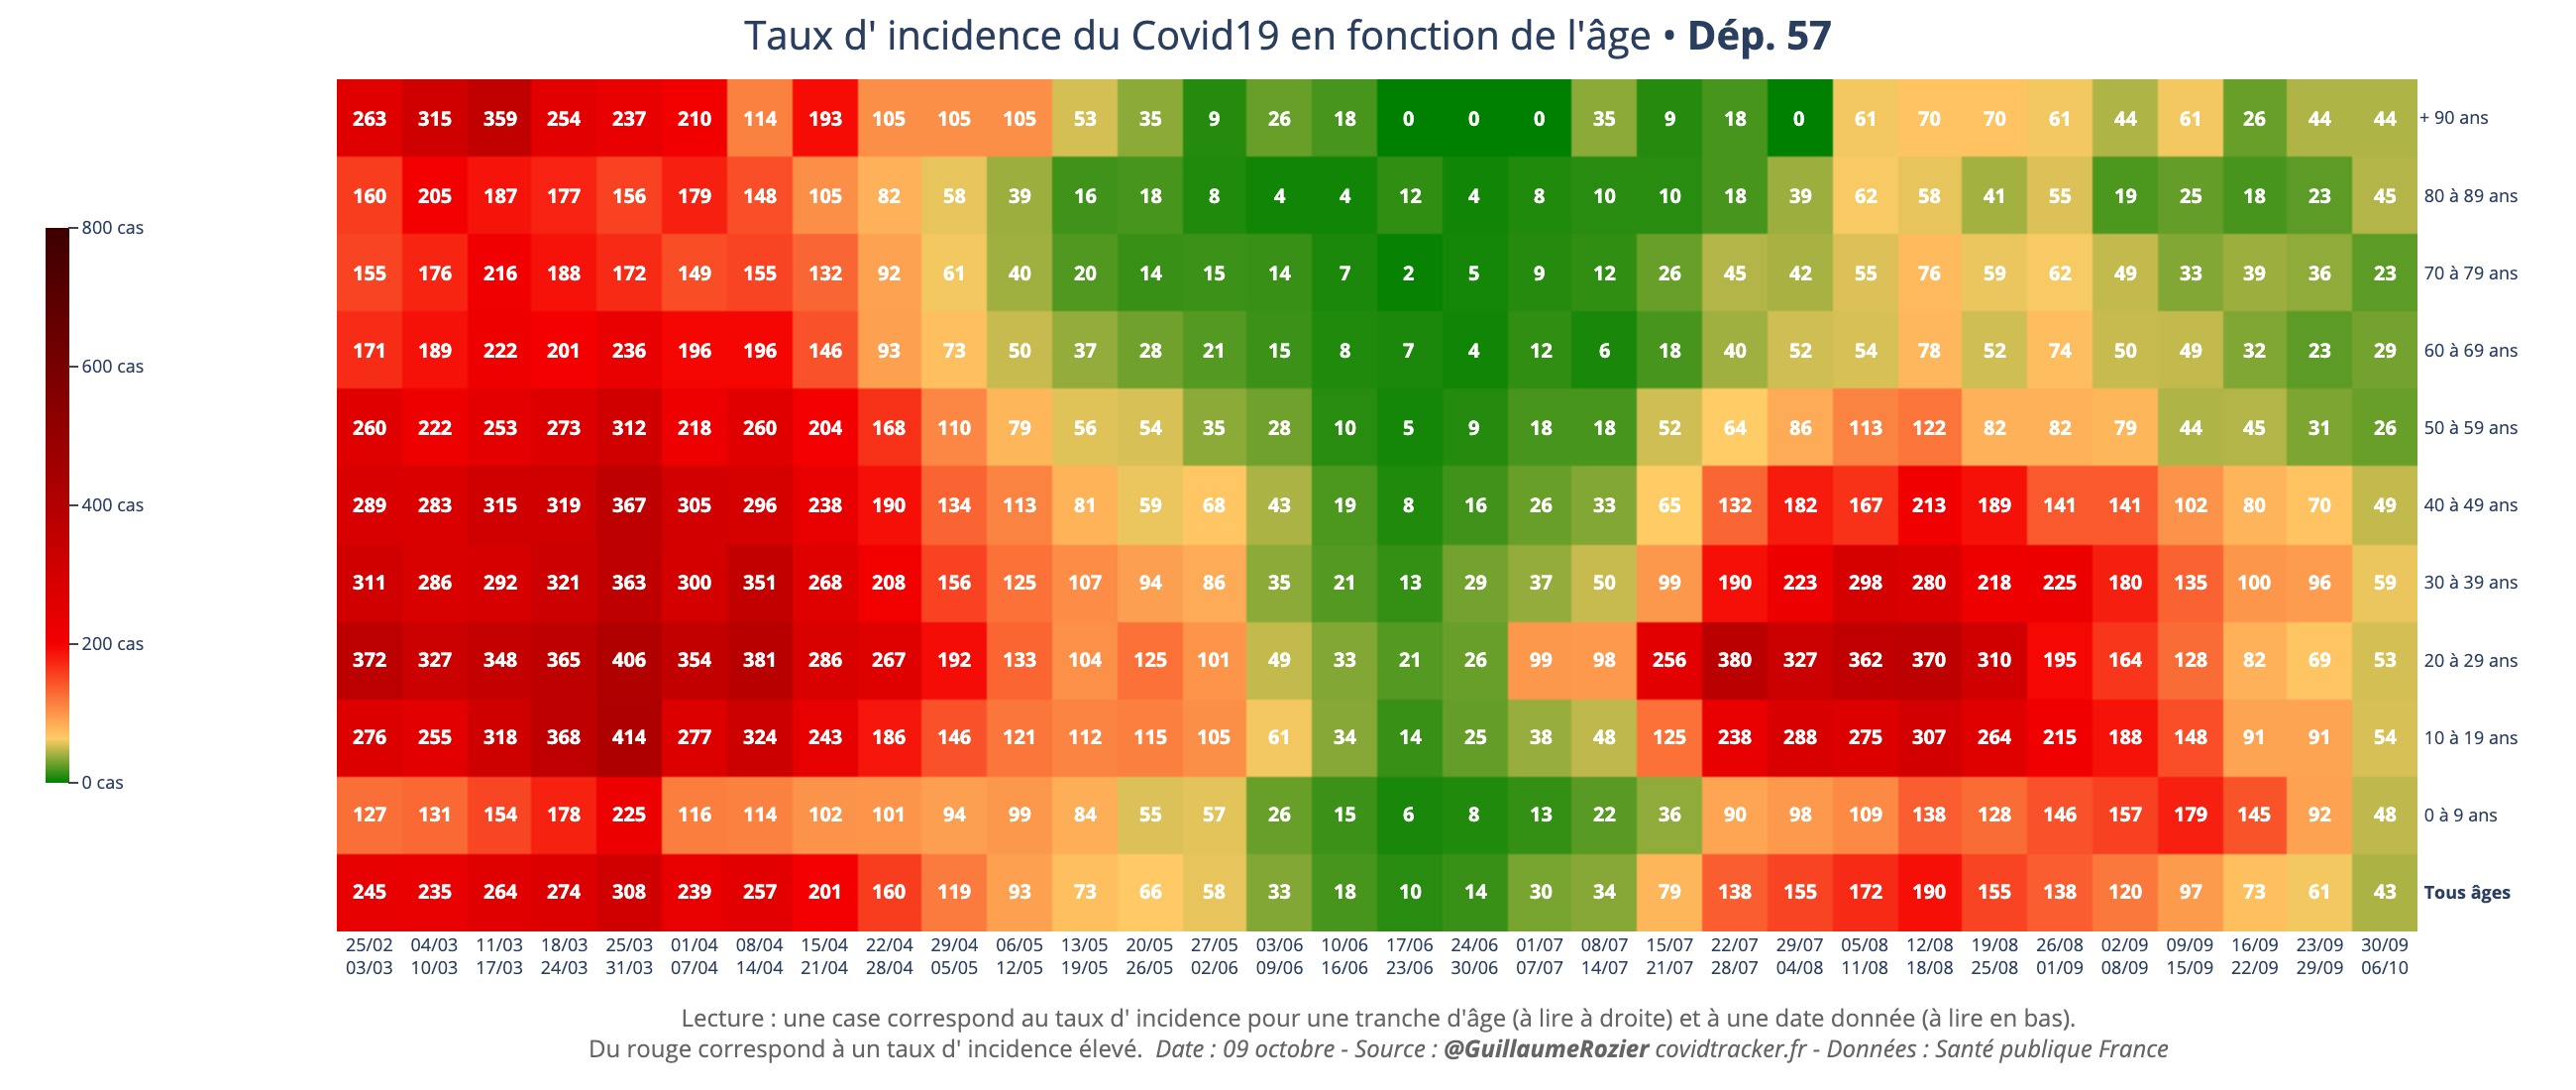 Taux d' incidence du Covid19 en fonction de l'âge • Dép. 57
263 315 359 254 237 210 114 193 105 105 105 53 35 9 26 18 0 0 0 35 9 18 0 61 70 70 61 44 61 26 44 44 + 90 ans
160 205 187 177 156 179 148 105 82 58 39 16 18 8 4 4 12 4 8 10 10 18 39 62 58 41 55 19 25 18 23 45 80 à 89 ans
800 cas
155 176 216 188 172 149 155 132 92 61 40 20 14 15 14 7 2 5 9 12 26 45 42 55 76 59 62 49 33 39 36 23 70 à 79 ans
171 189 222 201 236 196 196 146 93 73 50 37 28 21 15 8 7 4 12 6 18 40 52 54 78 52 74 50 49 32 23 29 60 à 69 ans
600 cas
260 222 253 273 312 218 260 204 168 110 79 56 54 35 28 10 5 9 18 18 52 64 86 113 122 82 82 79 44 45 31 26 50 à 59 ans
400 cas
289 283 315 319 367 305 296 238 190 134 113 81 59 68 43 19 8 16 26 33 65 132 182 167 213 189 141 141 102 80 70 49 40 à 49 ans
311 286 292 321 363 300 351 268 208 156 125 107 94 86 35 21 13 29 37 50 99 190 223 298 280 218 225 180 135 100 96 59 30 à 39 ans
200 cas
372 327 348 365 406 354 381 286 267 192 133 104 125 101 49 33 21 26 99 98 256 380 327 362 370 310 195 164 128 82 69 53 20 à 29 ans
276 255 318 368 414 277 324 243 186 146 121 112 115 105 61 34 14 25 38 48 125 238 288 275 307 264 215 188 148 91 91 54 10 à 19 ans
0 cas
127 131 154 178 225 116 114 102 101 94 99 84 55 57 26 15 6 8 13 22 36 90 98 109 138 128 146 157 179 145 92 48 0 à 9 ans
245 235 264 274 308 239 257 201 160 119 93 73 66 58 33 18 10 14 30 34 79 138 155 172 190 155 138 120 97 73 61 43 Tous âges
25/02 04/03 11/03 18/03 25/03 01/04 08/04 15/04 22/04 29/04 06/05 13/05 20/05 27/05 03/06 10/06 17/06 24/06 01/07 08/07 15/07 22/07 29/07 05/08 12/08 19/08 26/08 02/09 09/09 16/09 23/09 30/09
03/03 10/03 17/03 24/03 31/03 07/04 14/04 21/04 28/04 05/05 12/05 19/05 26/05 02/06 09/06 16/06 23/06 30/06 07/07 14/07 21/07 28/07 04/08 11/08 18/08 25/08 01/09 08/09 15/09 22/09 29/09 06/10
Lecture : une case correspond au taux d' incidence pour une tranche d'âge (à lire à droite) et à une date donnée (à lire en bas).
Du rouge correspond à un taux d' incidence élevé. Date : 09 octobre - Source : @GuillaumeRozier covidtracker.fr - Données : Santé publique France